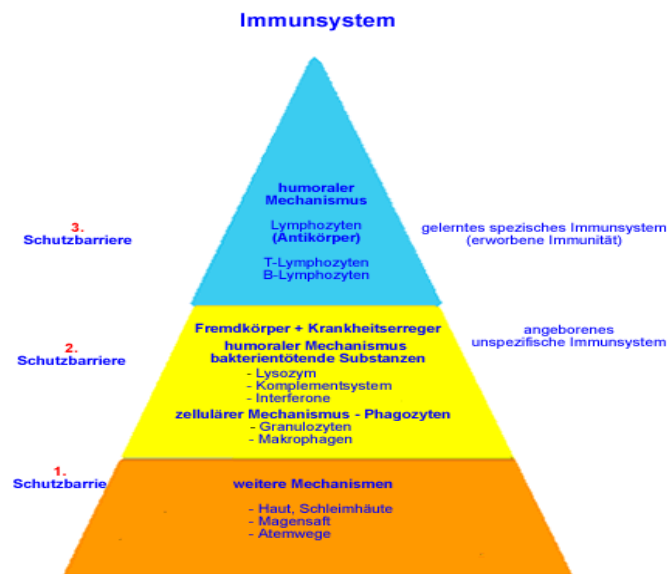 Immunsystem
humoraler
Mechanismus
Lymphozyten
(Antikörper)
T-Lymphozyten
B-Lymphozyten
3.
Schutzbarriere
gelerntes spezisches Immunsystem
(erworbene Immunität)
Fremdkörper + Krankheitserreger
humoraler Mechanismus
bakterientötende Substanzen
- Lysozym
- Komplementsystem
- Interferone
zellulärer Mechanismus - Phagozyten
- Granulozyten
- Makrophagen
2.
Schutzbarriere
angeborenes
unspezifische Immunsystem
1.
Schutzbarrie
weitere Mechanismen
- Haut, Schleimhäute
- Magensaft
- Atemwege